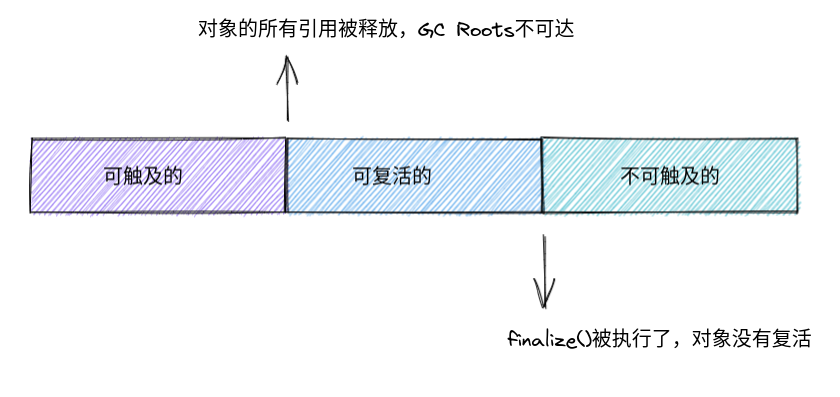 对象的所有引用被释放，GC Roots不可达
可触及的
可复活的
不可触及的
finalize()被执行了，对象没有复活